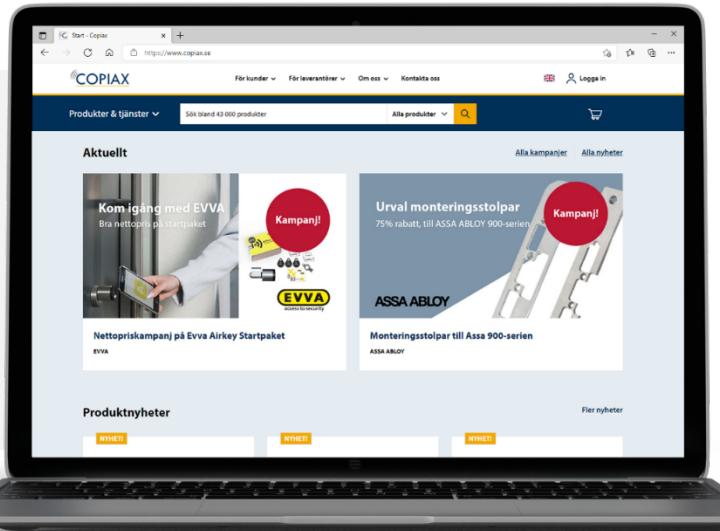 Start - Copiax
https://www.copiax.se
COPIAX
För kunder
För leverantörer
Om oss
Kontakta oss
Logga in
Produkter & tjänster
Sök bland 43 000 produkter
Alla produkter
Aktuellt
Alla kampanjer
Alla nyheter
Kom igång med EVVA
Bra nettopris på startpaket
Kampanj!
EVVA
access to security
Urval monteringsstolpar
75% rabatt, till ASSA ABLOY 900-serien
Kampanj!
ASSA ABLOY
Nettopriskampanj på Evva Airkey Startpaket
EVVA
Monteringsstolpar till Assa 900-serien
ASSA ABLOY
Produktnyheter
Fler nyheter
NYHET!
NYHET!
NYHET!